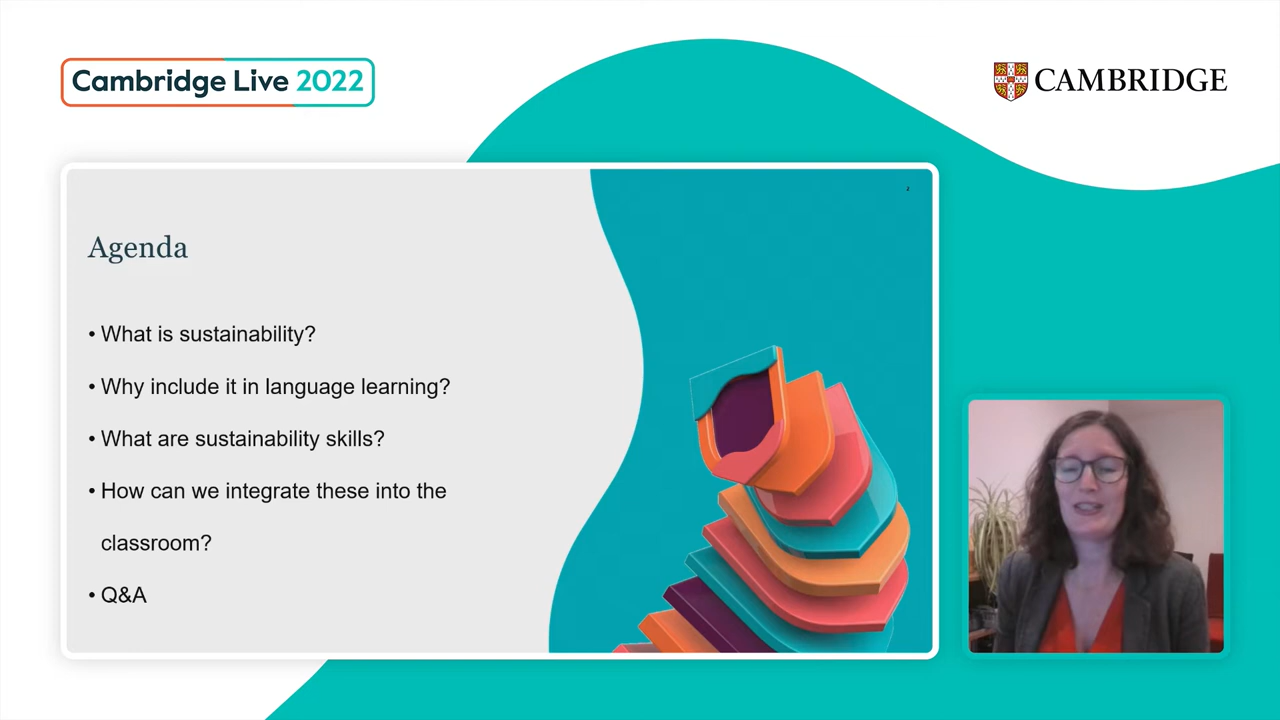 Cambridge Live 2022
CAMBRIDGE
2
Agenda
• What is sustainability?
• Why include it in language learning?
• What are sustainability skills?
• How can we integrate these into the
classroom?
• Q&A